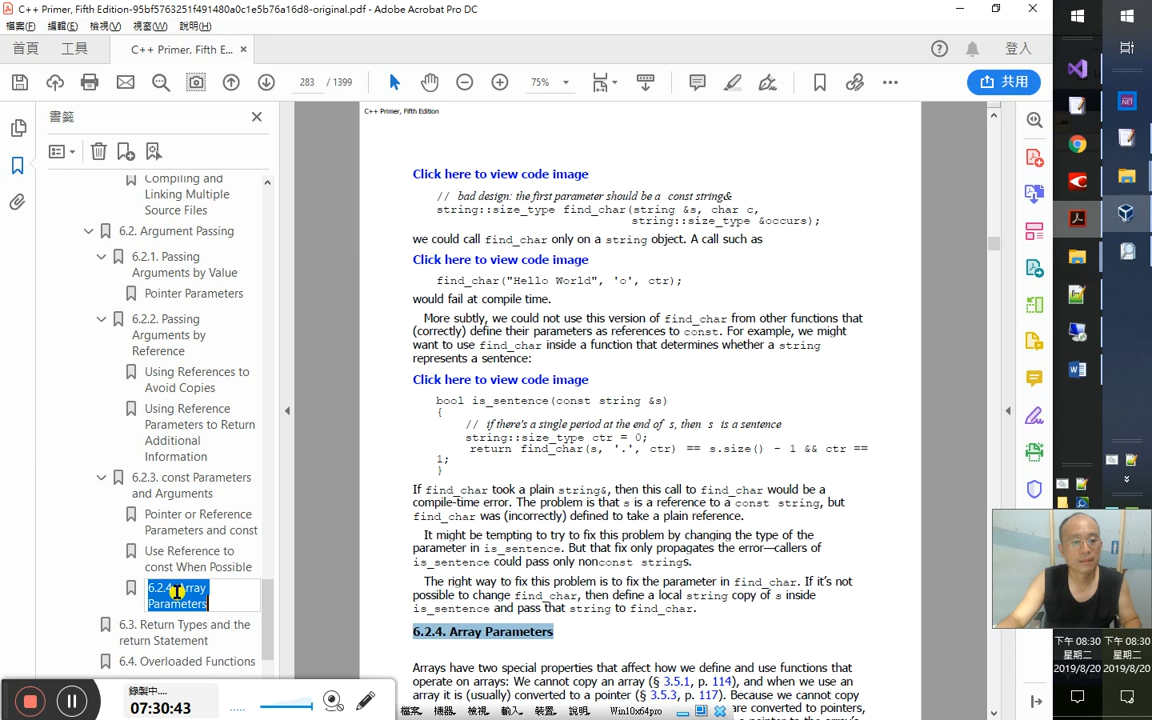 C++ Primer, Fifth Edition-95bf5763251f491480a0c1e5b76a16d8-original.pdf - Adobe Acrobat Pro DC
檔案(F) 編輯(E) 檢視(V) 視窗(W) 說明(H)
首頁 工具 C++ Primer, Fifth E... × 登入
283 / 1399 75% 共用
書籤
Compiling and
Linking Multiple
Source Files
6.2. Argument Passing
6.2.1. Passing
Arguments by Value
Pointer Parameters
6.2.2. Passing
Arguments by
Reference
Using References to
Avoid Copies
Using Reference
Parameters to Return
Additional
Information
6.2.3. const Parameters
and Arguments
Pointer or Reference
Parameters and const
Use Reference to
const When Possible
6.2.4. Array
Parameters
6.3. Return Types and the
return Statement
6.4. Overloaded Functions
C++ Primer, Fifth Edition
Click here to view code image
// bad design: the first parameter should be a const string&
string::size_type find_char(string &s, char c,
string::size_type &occurs);
we could call find_char only on a string object. A call such as
Click here to view code image
find_char("Hello World", 'o', ctr);
would fail at compile time.
More subtly, we could not use this version of find_char from other functions that
(correctly) define their parameters as references to const. For example, we might
want to use find_char inside a function that determines whether a string
represents a sentence:
Click here to view code image
bool is_sentence(const string &s)
{
// if there's a single period at the end of s, then s is a sentence
string::size_type ctr = 0;
return find_char(s, '.', ctr) == s.size() - 1 && ctr ==
1;
}
If find_char took a plain string&, then this call to find_char would be a
compile-time error. The problem is that s is a reference to a const string, but
find_char was (incorrectly) defined to take a plain reference.
It might be tempting to try to fix this problem by changing the type of the
parameter in is_sentence. But that fix only propagates the error—callers of
is_sentence could pass only nonconst strings.
The right way to fix this problem is to fix the parameter in find_char. If it's not
possible to change find_char, then define a local string copy of s inside
is_sentence and pass that string to find_char.
6.2.4. Array Parameters
Arrays have two special properties that affect how we define and use functions that
operate on arrays: We cannot copy an array (§ 3.5.1, p. 114), and when we use an
array it is (usually) converted to a pointer (§ 3.5.3, p. 117). Because we cannot copy
錄製中....
07:30:43
檔案 機器 檢視 輸入 裝置 說明 Win10x64pro
.NET
下午 08:30 下午 08:30
星期二 星期二
2019/8/20 2019/8/20